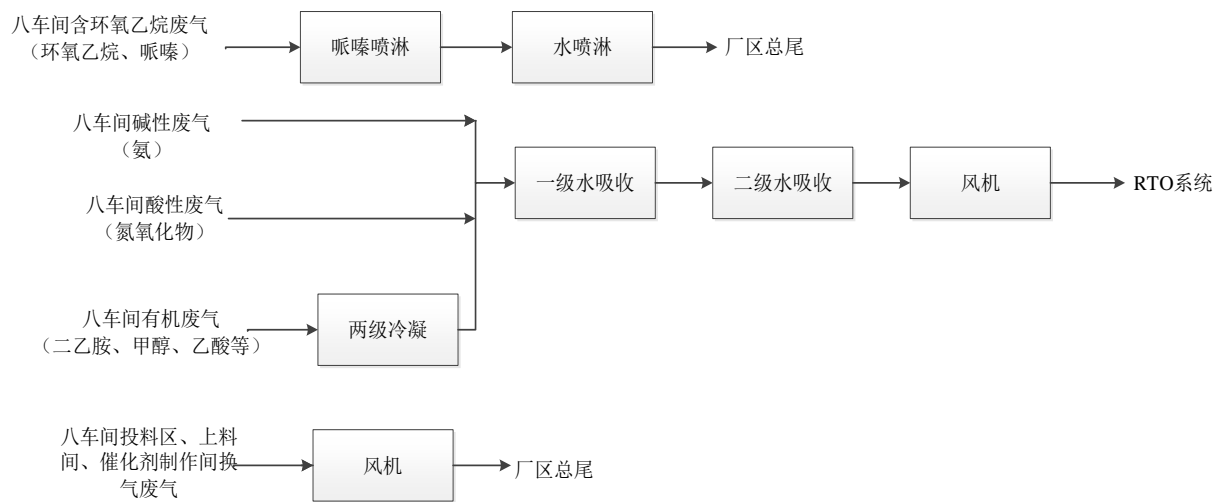 八车间含环氧乙烷废气
（环氧乙烷、哌嗪）
哌嗪喷淋
水喷淋
厂区总尾
八车间碱性废气
（氨）
八车间酸性废气
（氮氧化物）
一级水吸收
二级水吸收
风机
RTO系统
八车间有机废气
（二乙胺、甲醇、乙酸等）
两级冷凝
八车间投料区、上料
间、催化剂制作间换
气废气
风机
厂区总尾